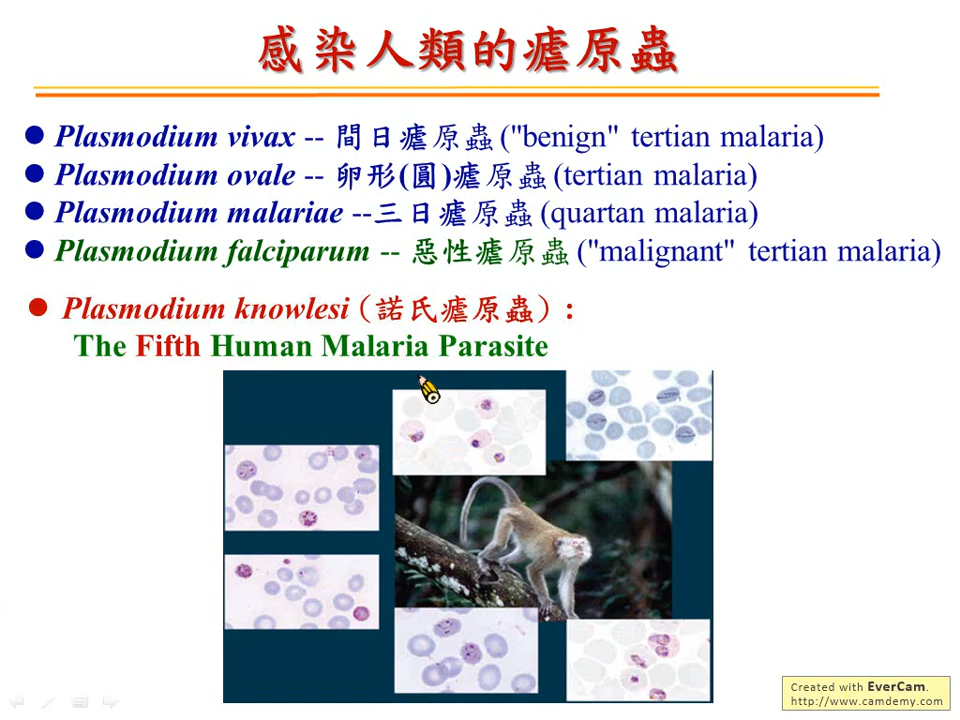 感染人類的瘧原蟲
Plasmodium vivax -- 間日瘧原蟲 ("benign" tertian malaria)
Plasmodium ovale -- 卵形(圓)瘧原蟲 (tertian malaria)
Plasmodium malariae --三日瘧原蟲 (quartan malaria)
Plasmodium falciparum -- 惡性瘧原蟲 ("malignant" tertian malaria)
Plasmodium knowlesi (諾氏瘧原蟲) :
The Fifth Human Malaria Parasite
Created with EverCam.
http://www.camdemy.com